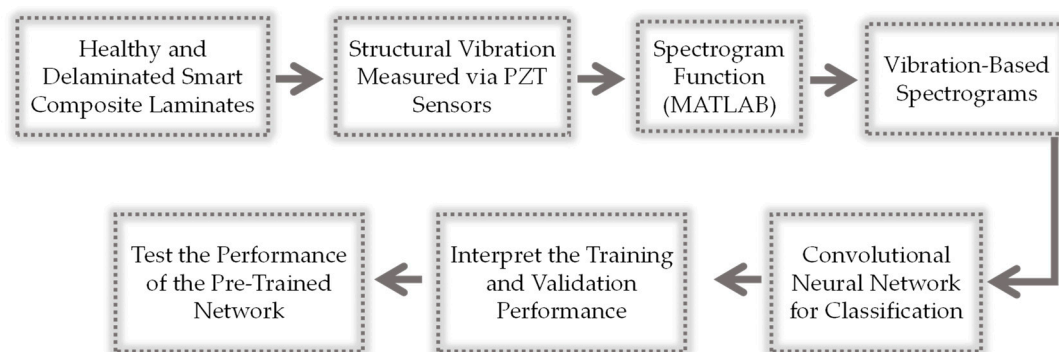 Healthy and
Delaminated Smart
Composite Laminates
Structural Vibration
Measured via PZT
Sensors
Spectrogram
Function
(MATLAB)
Vibration-Based
Spectrograms
Convolutional
Neural Network
for Classification
Interpret the Training
and Validation
Performance
Test the Performance
of the Pre-Trained
Network